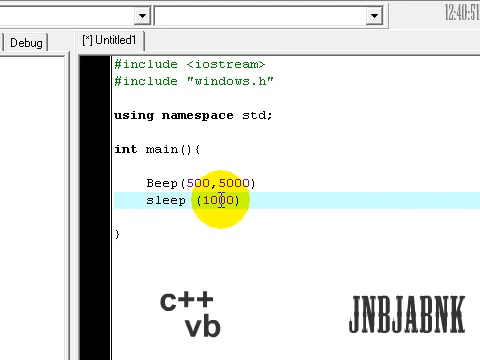 12:40:51
Debug
[*] Untitled1
#include <iostream>
#include "windows.h"
using namespace std;
int main(){
Beep(500,5000)
sleep (1000)
}
c++
vb
JNBJABNK